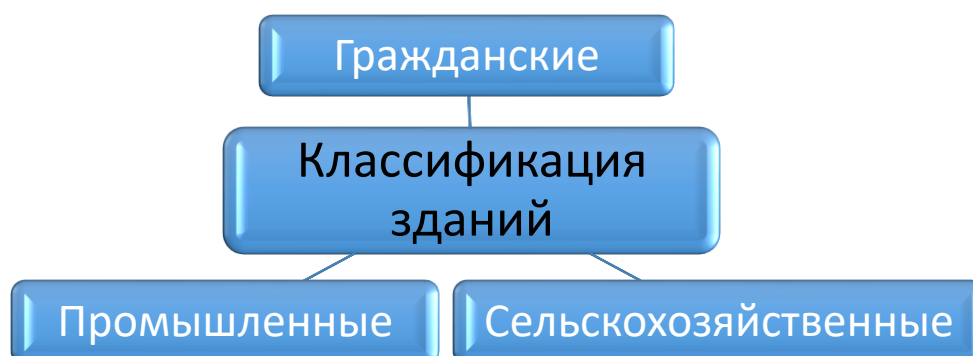 Гражданские
Классификация
зданий
Промышленные
Сельскохозяйственные